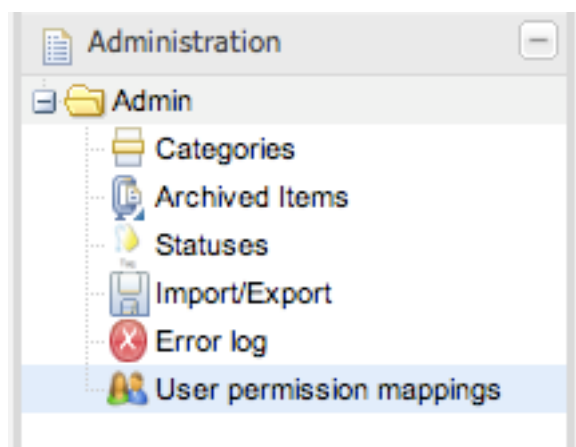 Administration
Admin
Categories
Archived Items
Statuses
Import/Export
Error log
User permission mappings